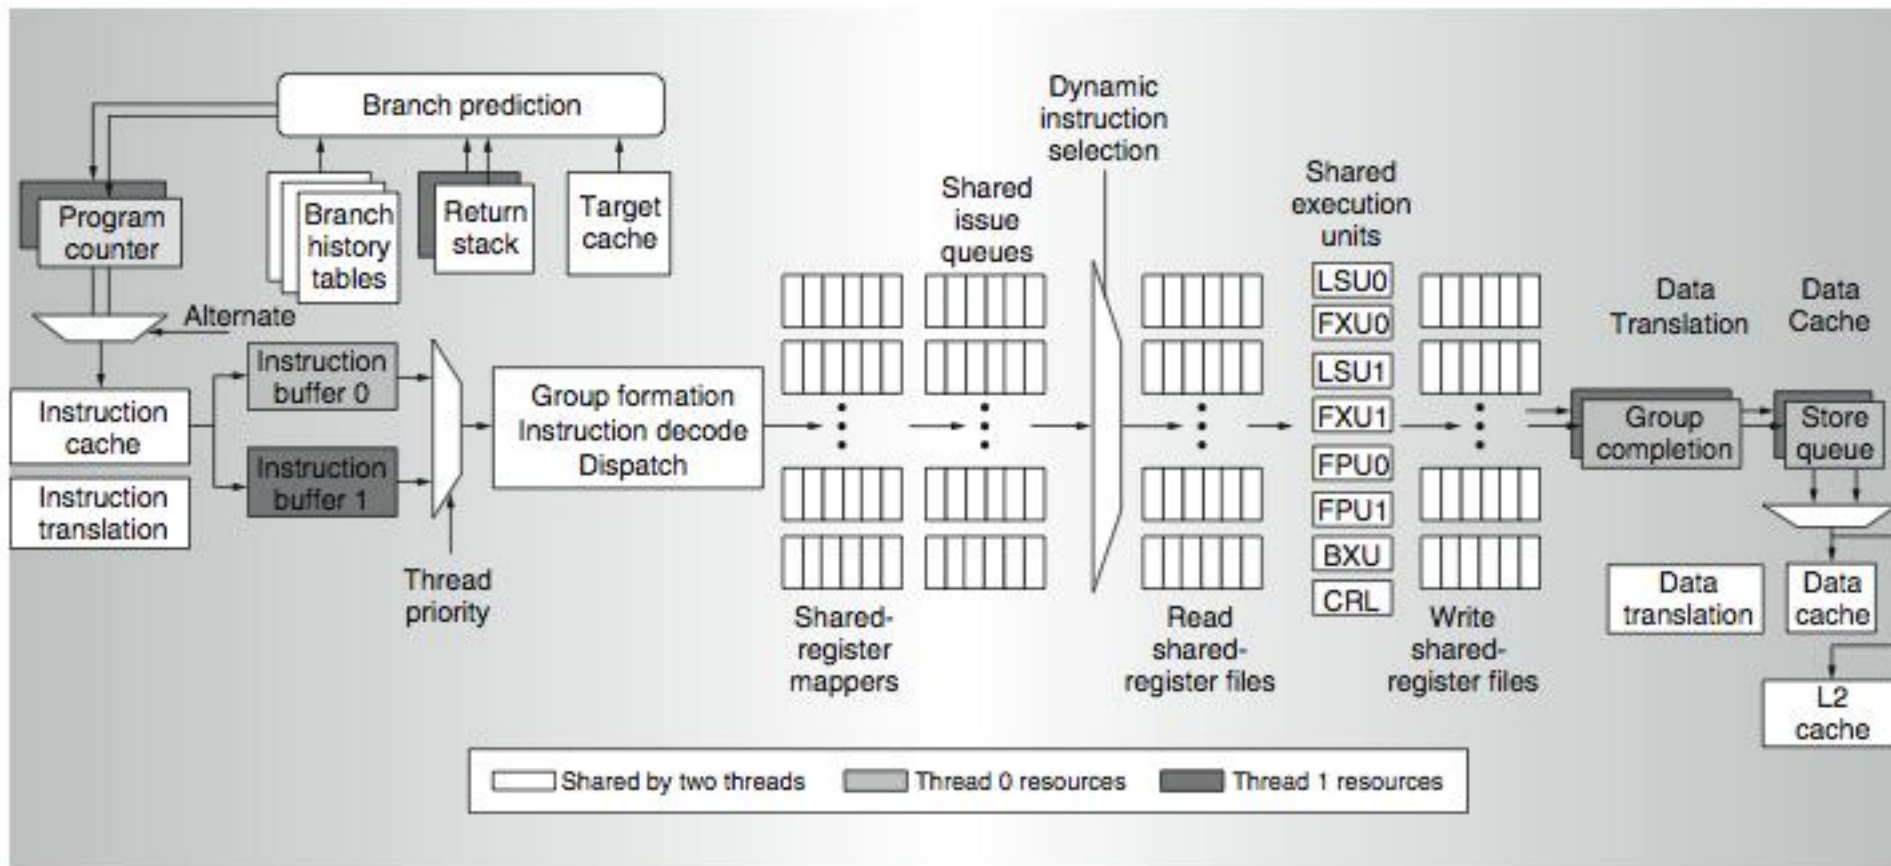 Branch prediction
Program
counter
Branch
history
tables
Return
stack
Target
cache
Alternate
Instruction
cache
Instruction
translation
Instruction
buffer 0
Instruction
buffer 1
Thread
priority
Group formation
Instruction decode
Dispatch
Shared-
register
mappers
Shared
issue
queues
Dynamic
instruction
selection
Read
shared-
register files
Shared
execution
units
LSU0
FXU0
LSU1
FXU1
FPU0
FPU1
BXU
CRL
Write
shared-
register files
Data
Translation
Data
Cache
Group
completion
Store
queue
Data
translation
Data
cache
L2
cache
Shared by two threads
Thread 0 resources
Thread 1 resources